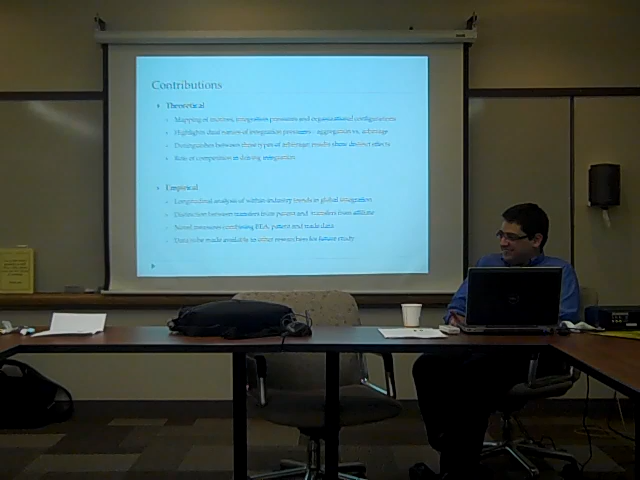 Contributions
Theoretical
Mapping of motives, integration pressures and organizational configurations
Highlights dual nature of integration pressures - aggregation vs. arbitrage
Distinguishes between three types of arbitrage; results show distinct effects
Role of competition in driving integration
Empirical
Longitudinal analysis of within-industry trends in global integration
Distinction between transfers from parent and transfers from affiliate
Novel measures combining BEA, patent and trade data
Data to be made available to other researchers for future study